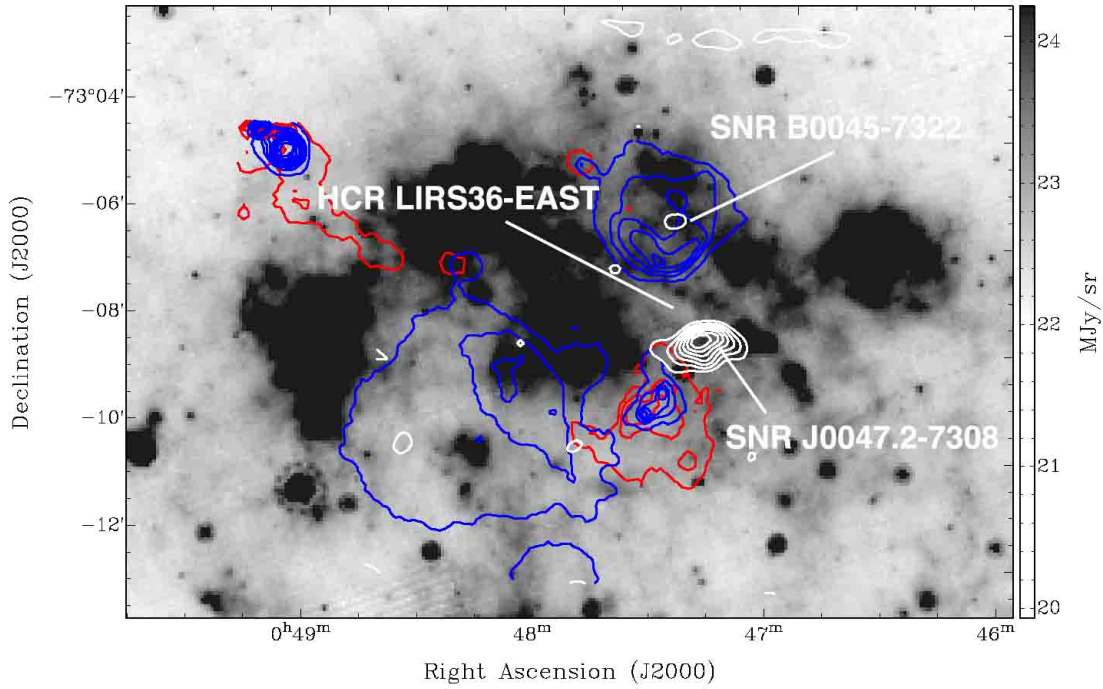 24
−73°04′
SNR B0045-7322
23
HCR LIRS36-EAST
−06′
Declination (J2000)
−08′
22
MJy/sr
−10′
SNR J0047.2-7308
21
−12′
20
0ʰ49ᵐ 48ᵐ 47ᵐ 46ᵐ
Right Ascension (J2000)